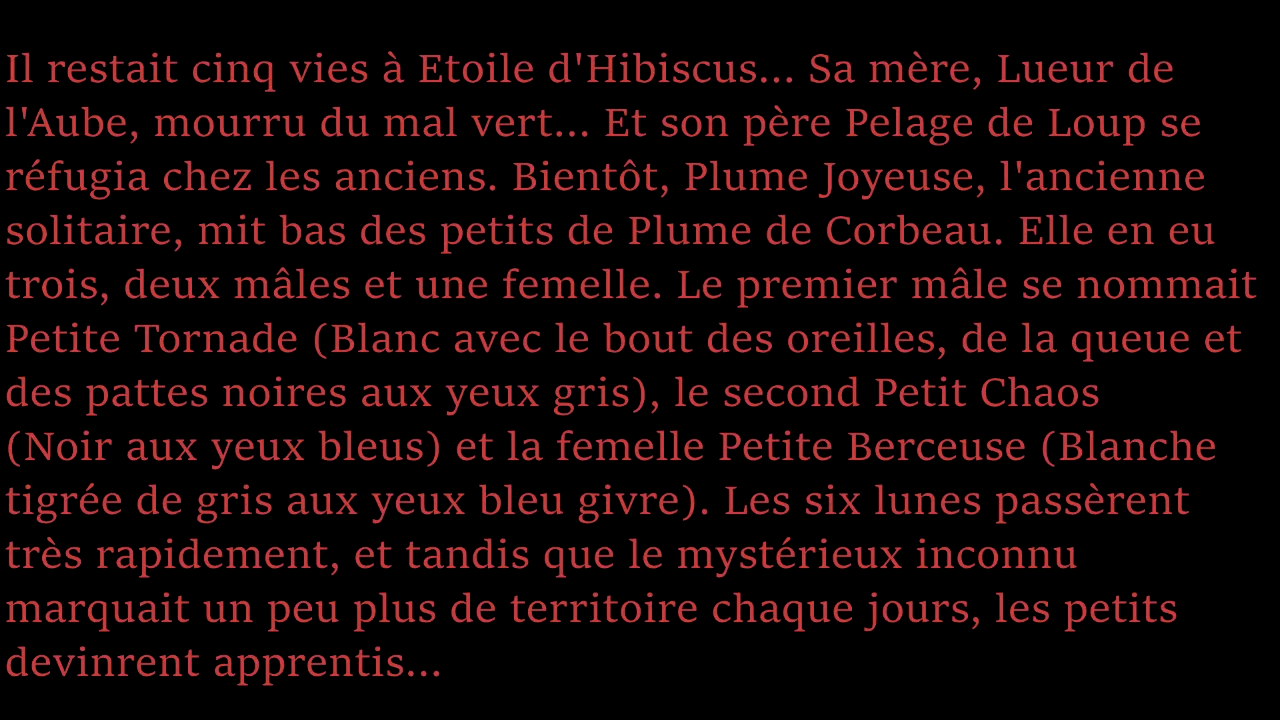 Il restait cinq vies à Etoile d'Hibiscus... Sa mère, Lueur de
l'Aube, mourru du mal vert... Et son père Pelage de Loup se
réfugia chez les anciens. Bientôt, Plume Joyeuse, l'ancienne
solitaire, mit bas des petits de Plume de Corbeau. Elle en eu
trois, deux mâles et une femelle. Le premier mâle se nommait
Petite Tornade (Blanc avec le bout des oreilles, de la queue et
des pattes noires aux yeux gris), le second Petit Chaos
(Noir aux yeux bleus) et la femelle Petite Berceuse (Blanche
tigrée de gris aux yeux bleu givre). Les six lunes passèrent
très rapidement, et tandis que le mystérieux inconnu
marquait un peu plus de territoire chaque jours, les petits
devinrent apprentis...